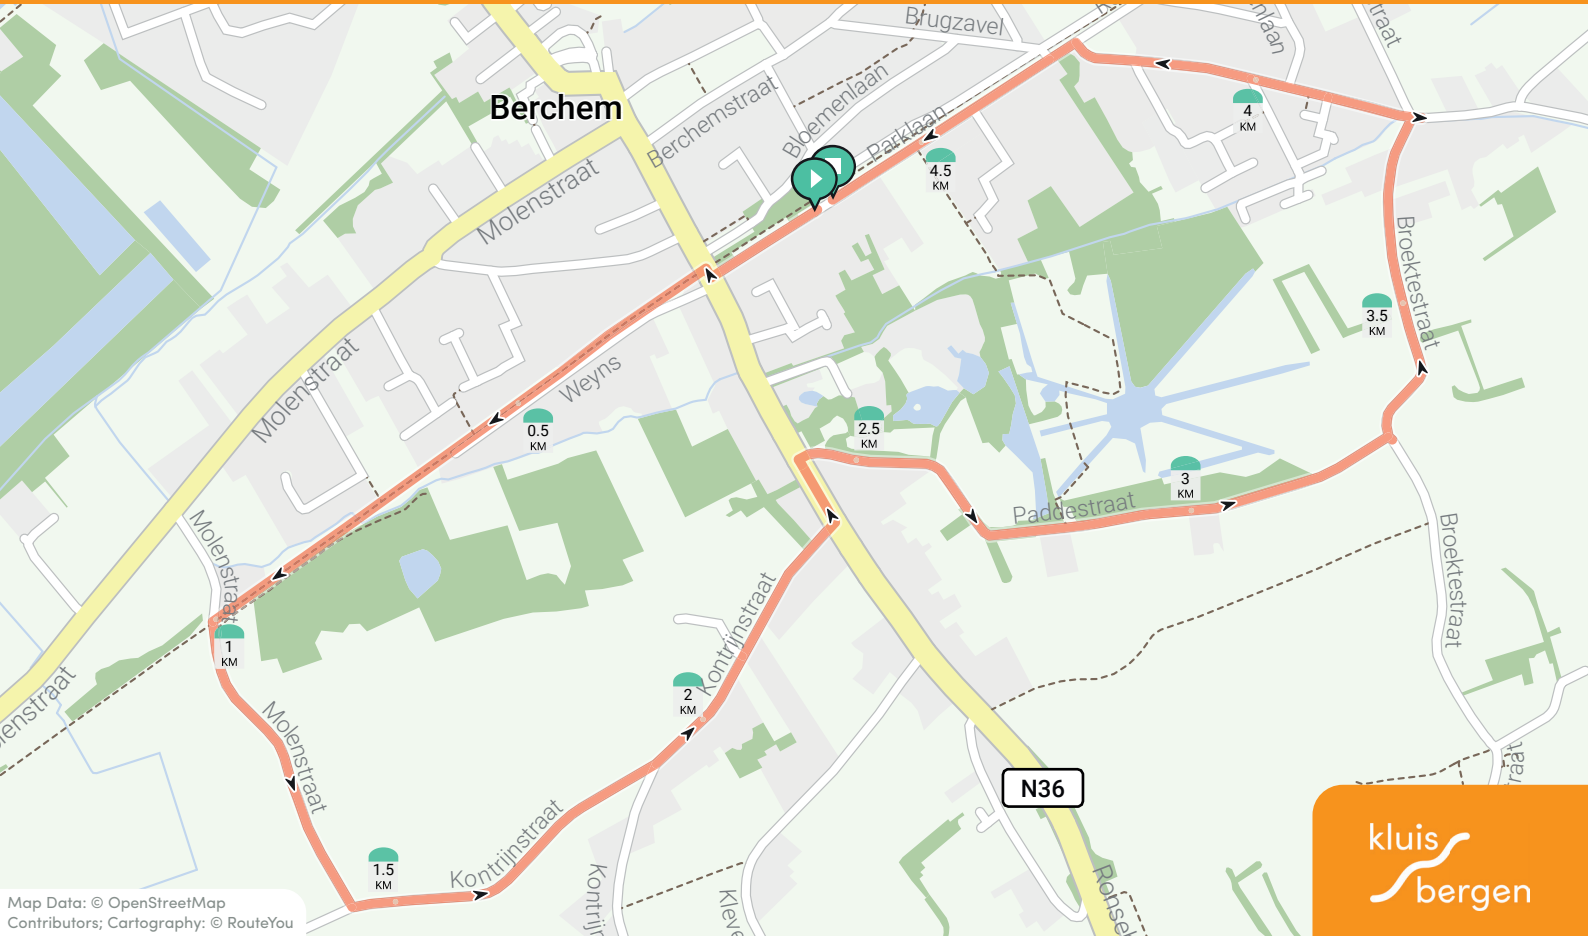 Brugzavel
Berchem
Berchemstraat
Bloemenlaan
Parklaan
4
KM
4.5
KM
Molenstraat
Broektestraat
3.5
KM
Molenstraat
Weyns
0.5
KM
2.5
KM
3
KM
Paddestraat
Molenstraat
Broektestraat
1
KM
Kontrijnstraat
2
KM
Molenstraat
N36
Kontrijnstraat
1.5
KM
kluis
bergen
Map Data: © OpenStreetMap
Contributors; Cartography: © RouteYou